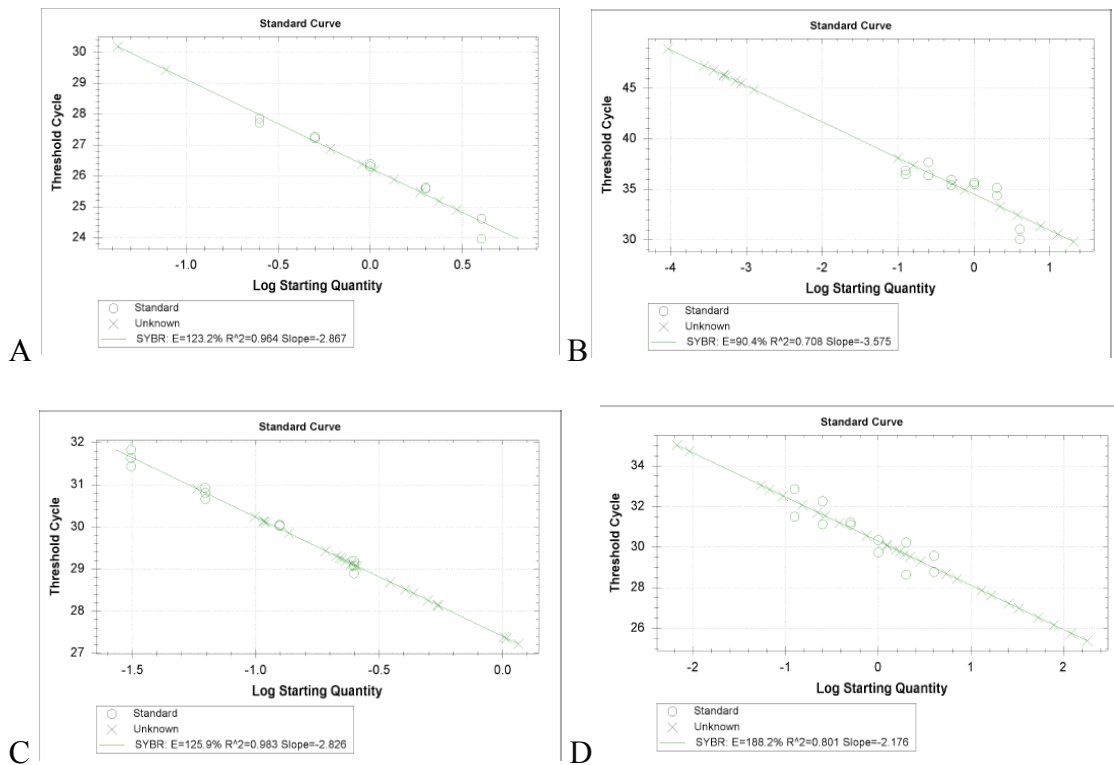 Standard Curve
Threshold Cycle
30
29
28
27
26
25
24
-1.0
-0.5
0.0
0.5
Log Starting Quantity
Standard
Unknown
SYBR: E=123.2% R^2=0.964 Slope=-2.867
A
Standard Curve
Threshold Cycle
45
40
35
30
-4
-3
-2
-1
0
1
Log Starting Quantity
Standard
Unknown
SYBR: E=90.4% R^2=0.708 Slope=-3.575
B
Standard Curve
Threshold Cycle
32
31
30
29
28
27
-1.5
-1.0
-0.5
0.0
Log Starting Quantity
Standard
Unknown
SYBR: E=125.9% R^2=0.983 Slope=-2.826
C
Standard Curve
Threshold Cycle
34
32
30
28
26
-2
-1
0
1
2
Log Starting Quantity
Standard
Unknown
SYBR: E=188.2% R^2=0.801 Slope=-2.176
D